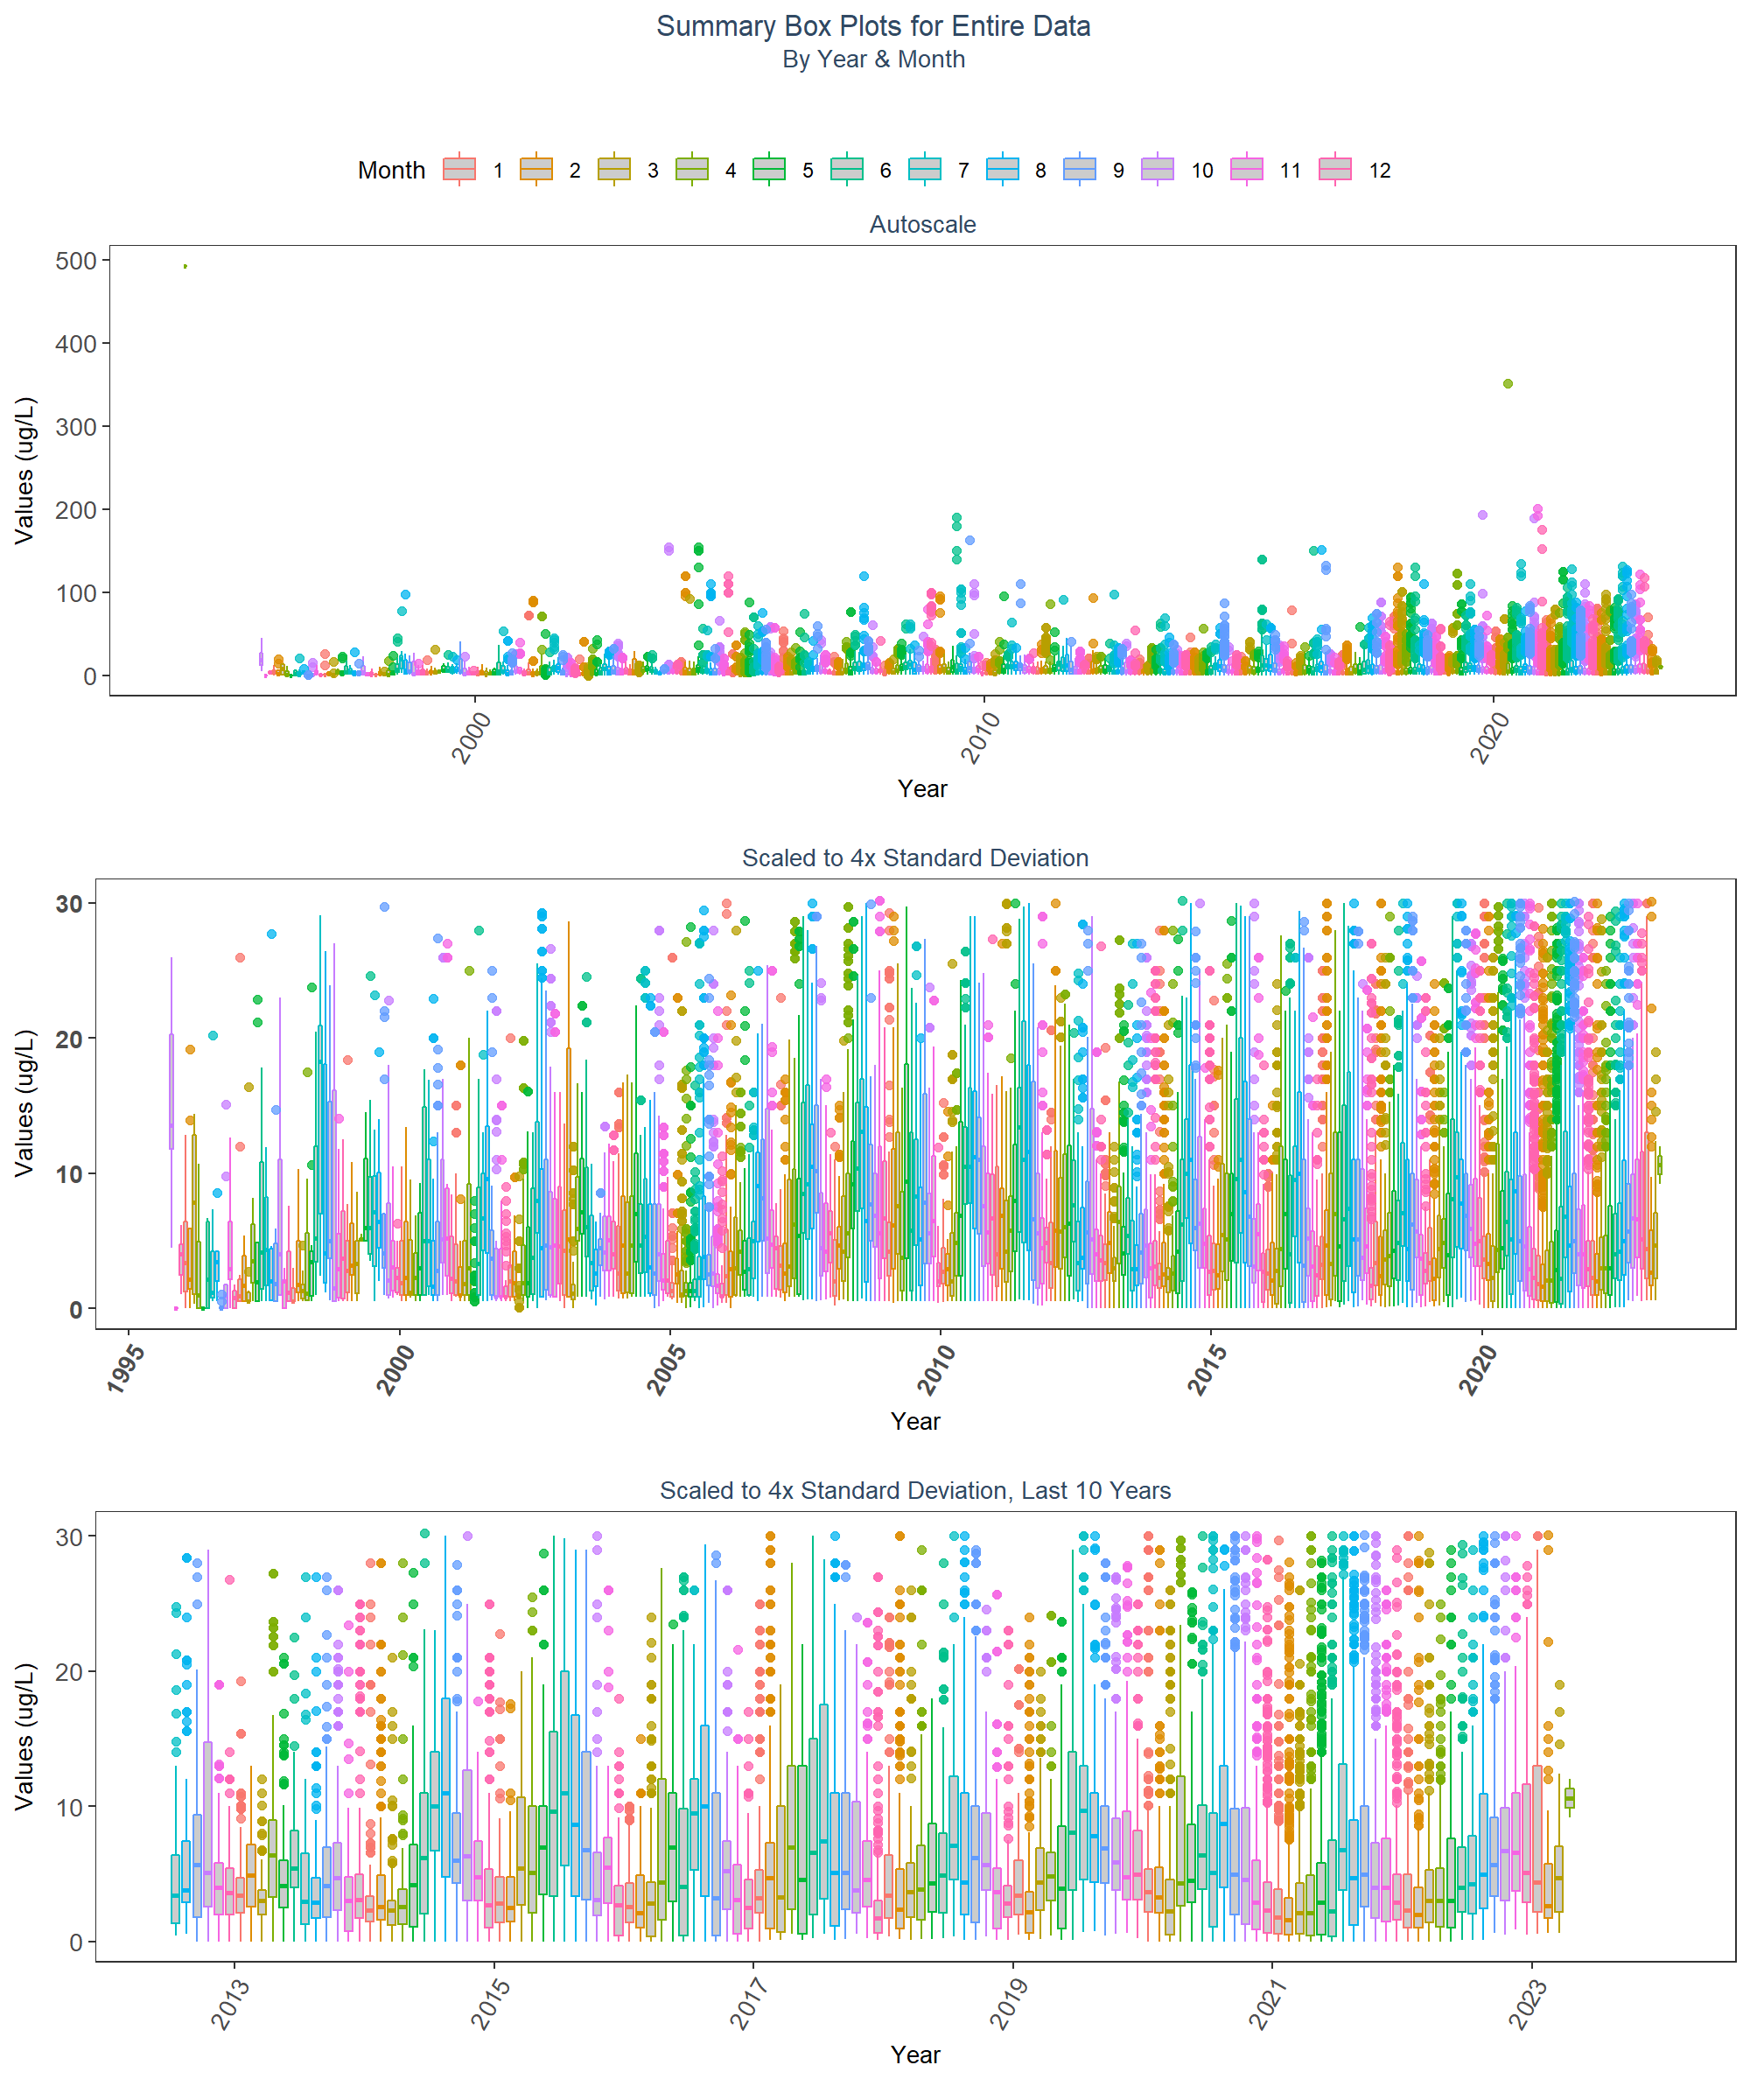 Summary Box Plots for Entire Data
By Year & Month
Month 1 2 3 4 5 6 7 8 9 10 11 12
Autoscale
500
400
300
200
100
0
Values (ug/L)
2000 2010 2020
Year
Scaled to 4x Standard Deviation
30
20
10
0
Values (ug/L)
1995 2000 2005 2010 2015 2020
Year
Scaled to 4x Standard Deviation, Last 10 Years
30
20
10
0
Values (ug/L)
2013 2015 2017 2019 2021 2023
Year